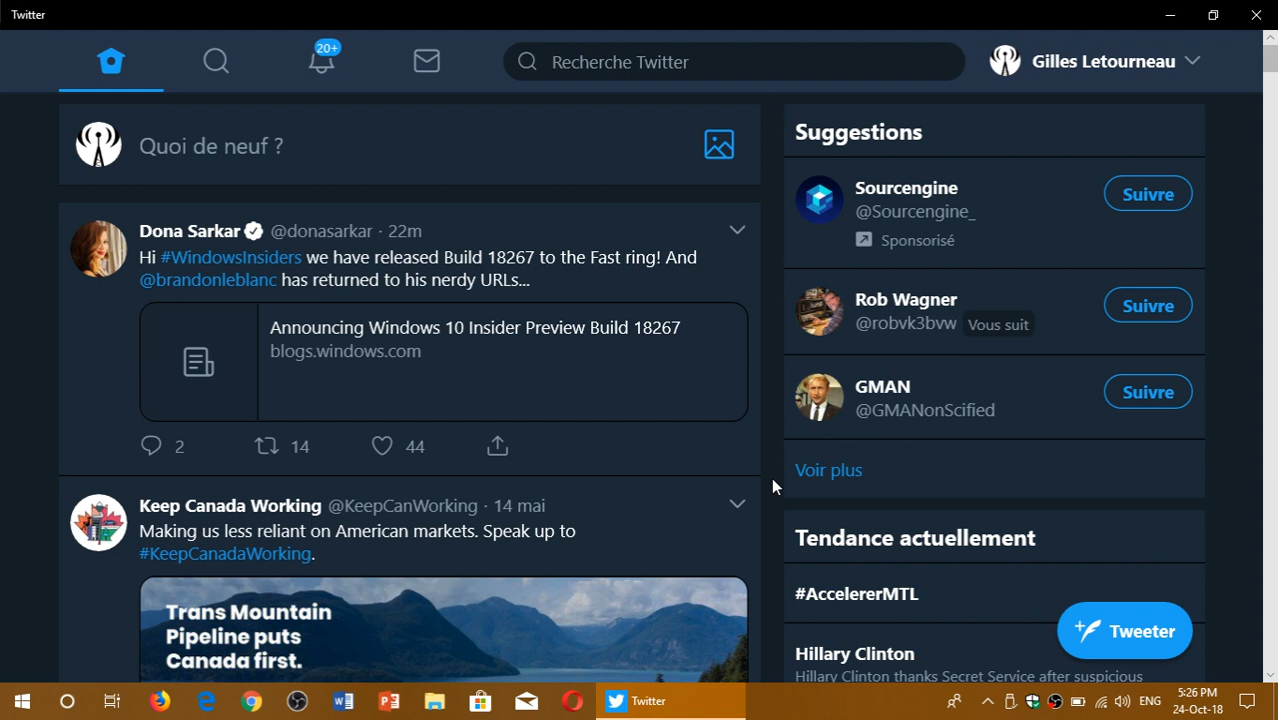 Twitter
20+
Recherche Twitter
Gilles Letourneau
Quoi de neuf ?
Dona Sarkar @donasarkar · 22m
Hi #WindowsInsiders we have released Build 18267 to the Fast ring! And
@brandonleblanc has returned to his nerdy URLs...
Announcing Windows 10 Insider Preview Build 18267
blogs.windows.com
2 14 44
Keep Canada Working @KeepCanWorking · 14 mai
Making us less reliant on American markets. Speak up to
#KeepCanadaWorking.
Trans Mountain
Pipeline puts
Canada first.
Suggestions
Sourcengine
@Sourcengine_
Suivre
Sponsorisé
Rob Wagner
@robvk3bvw Vous suit
Suivre
GMAN
@GMANonScified
Suivre
Voir plus
Tendance actuellement
#AccelererMTL
Tweeter
Hillary Clinton
Hillary Clinton thanks Secret Service after suspicious
Twitter
ENG
5:26 PM
24-Oct-18